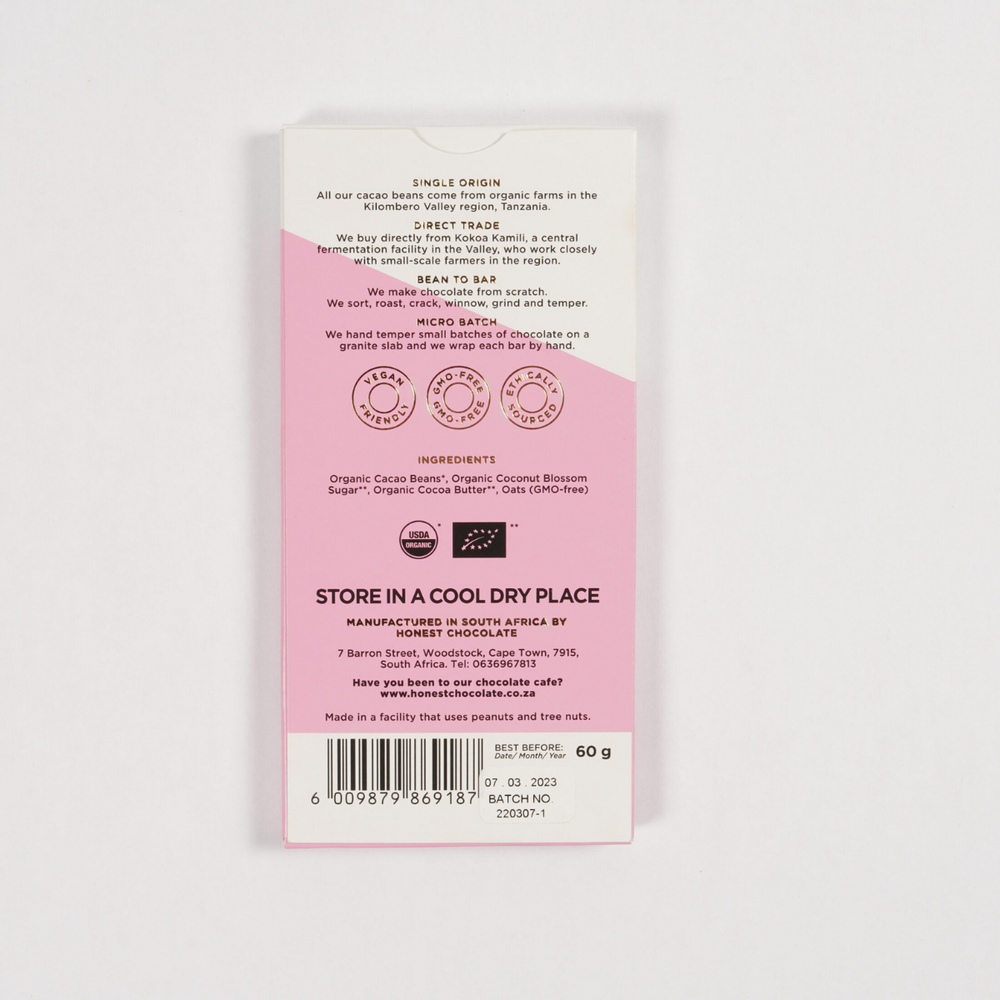 SINGLE ORIGIN
All our cacao beans come from organic farms in the
Kilombero Valley region, Tanzania.
DIRECT TRADE
We buy directly from Kokoa Kamili, a central
fermentation facility in the Valley, who work closely
with small-scale farmers in the region.
BEAN TO BAR
We make chocolate from scratch.
We sort, roast, crack, winnow, grind and temper.
MICRO BATCH
We hand temper small batches of chocolate on a
granite slab and we wrap each bar by hand.
VEGAN FRIENDLY
GMO-FREE GMO-FREE
ETHICALLY SOURCED
INGREDIENTS
Organic Cacao Beans*, Organic Coconut Blossom
Sugar**, Organic Cocoa Butter**, Oats (GMO-free)
USDA ORGANIC * **
STORE IN A COOL DRY PLACE
MANUFACTURED IN SOUTH AFRICA BY
HONEST CHOCOLATE
7 Barron Street, Woodstock, Cape Town, 7915,
South Africa. Tel: 0636967813
Have you been to our chocolate cafe?
www.honestchocolate.co.za
Made in a facility that uses peanuts and tree nuts.
BEST BEFORE: 60 g
Date/ Month/ Year
07 . 03 . 2023
6 009879 869187
BATCH NO.
220307-1